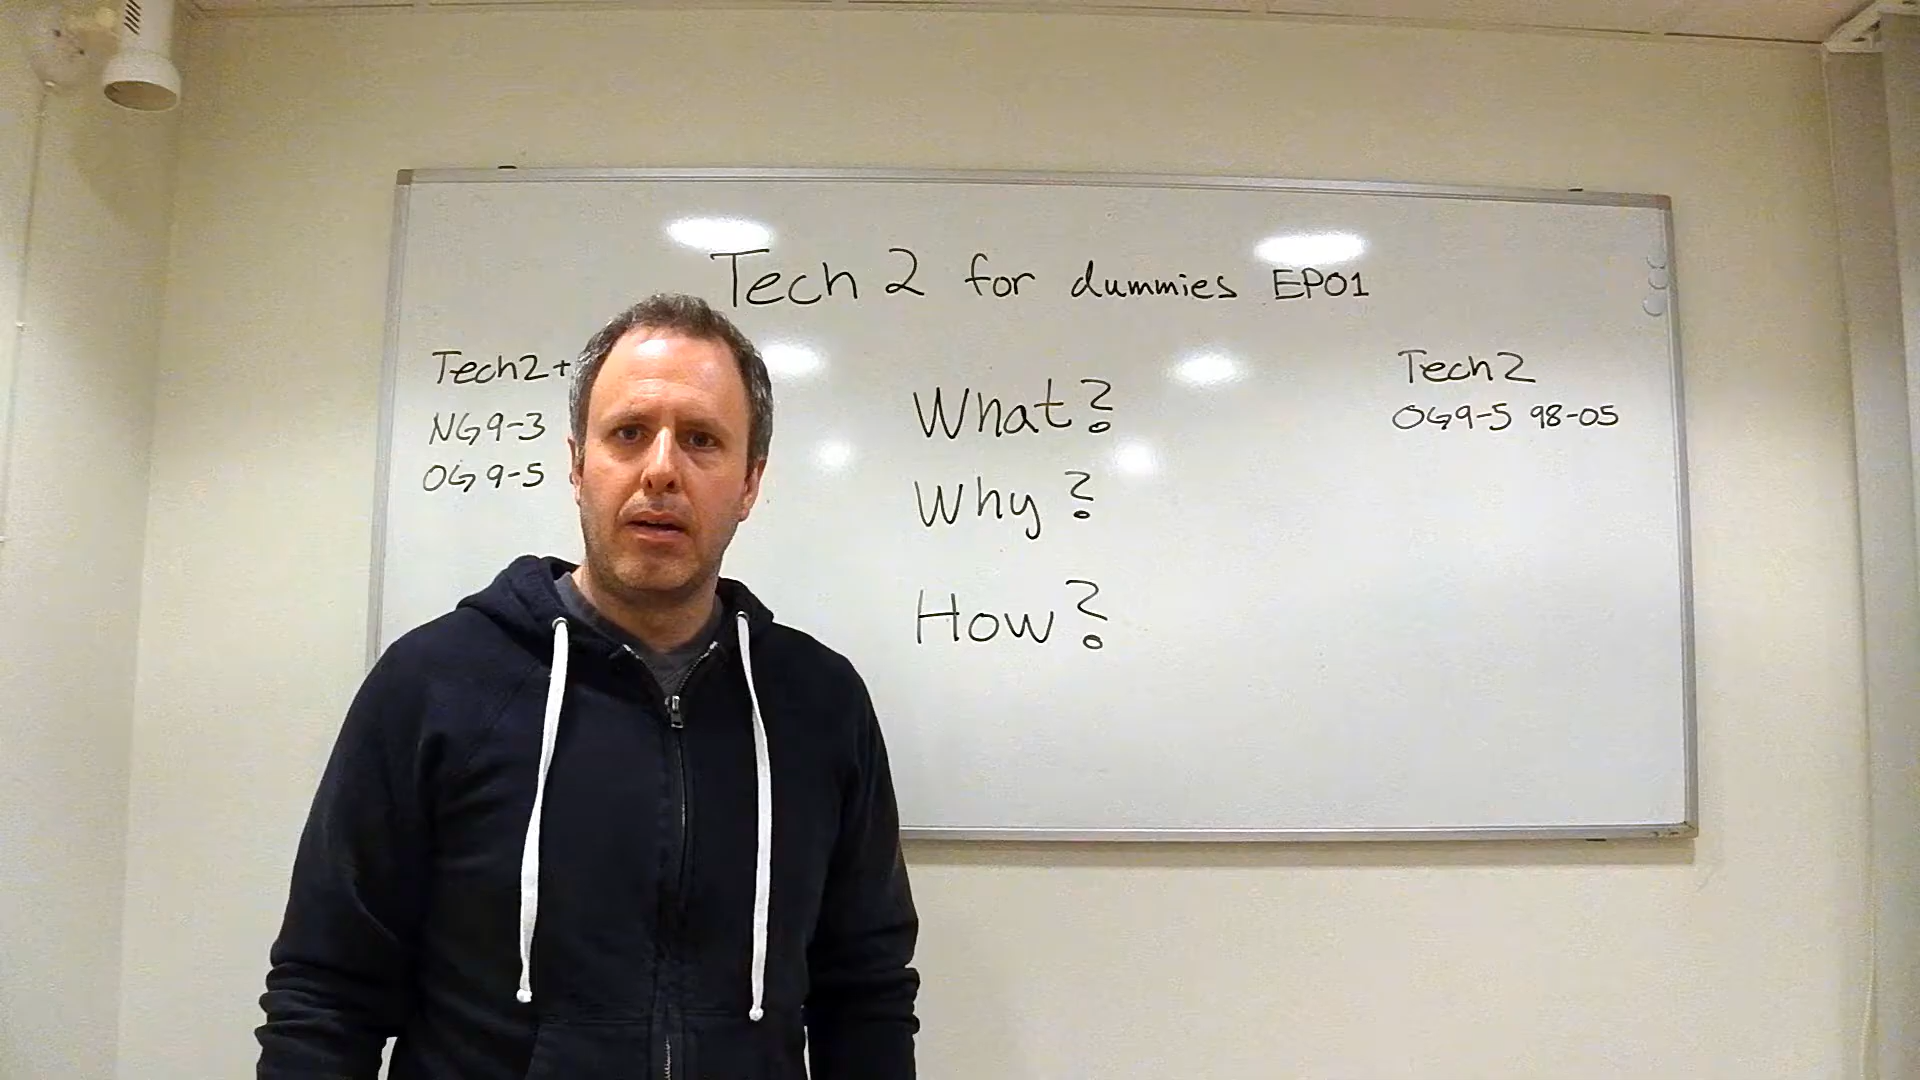 Tech 2 for dummies EP01
Tech2+
NG9-3
OG9-5
What?
Why?
How?
Tech2
OG9-5 98-05